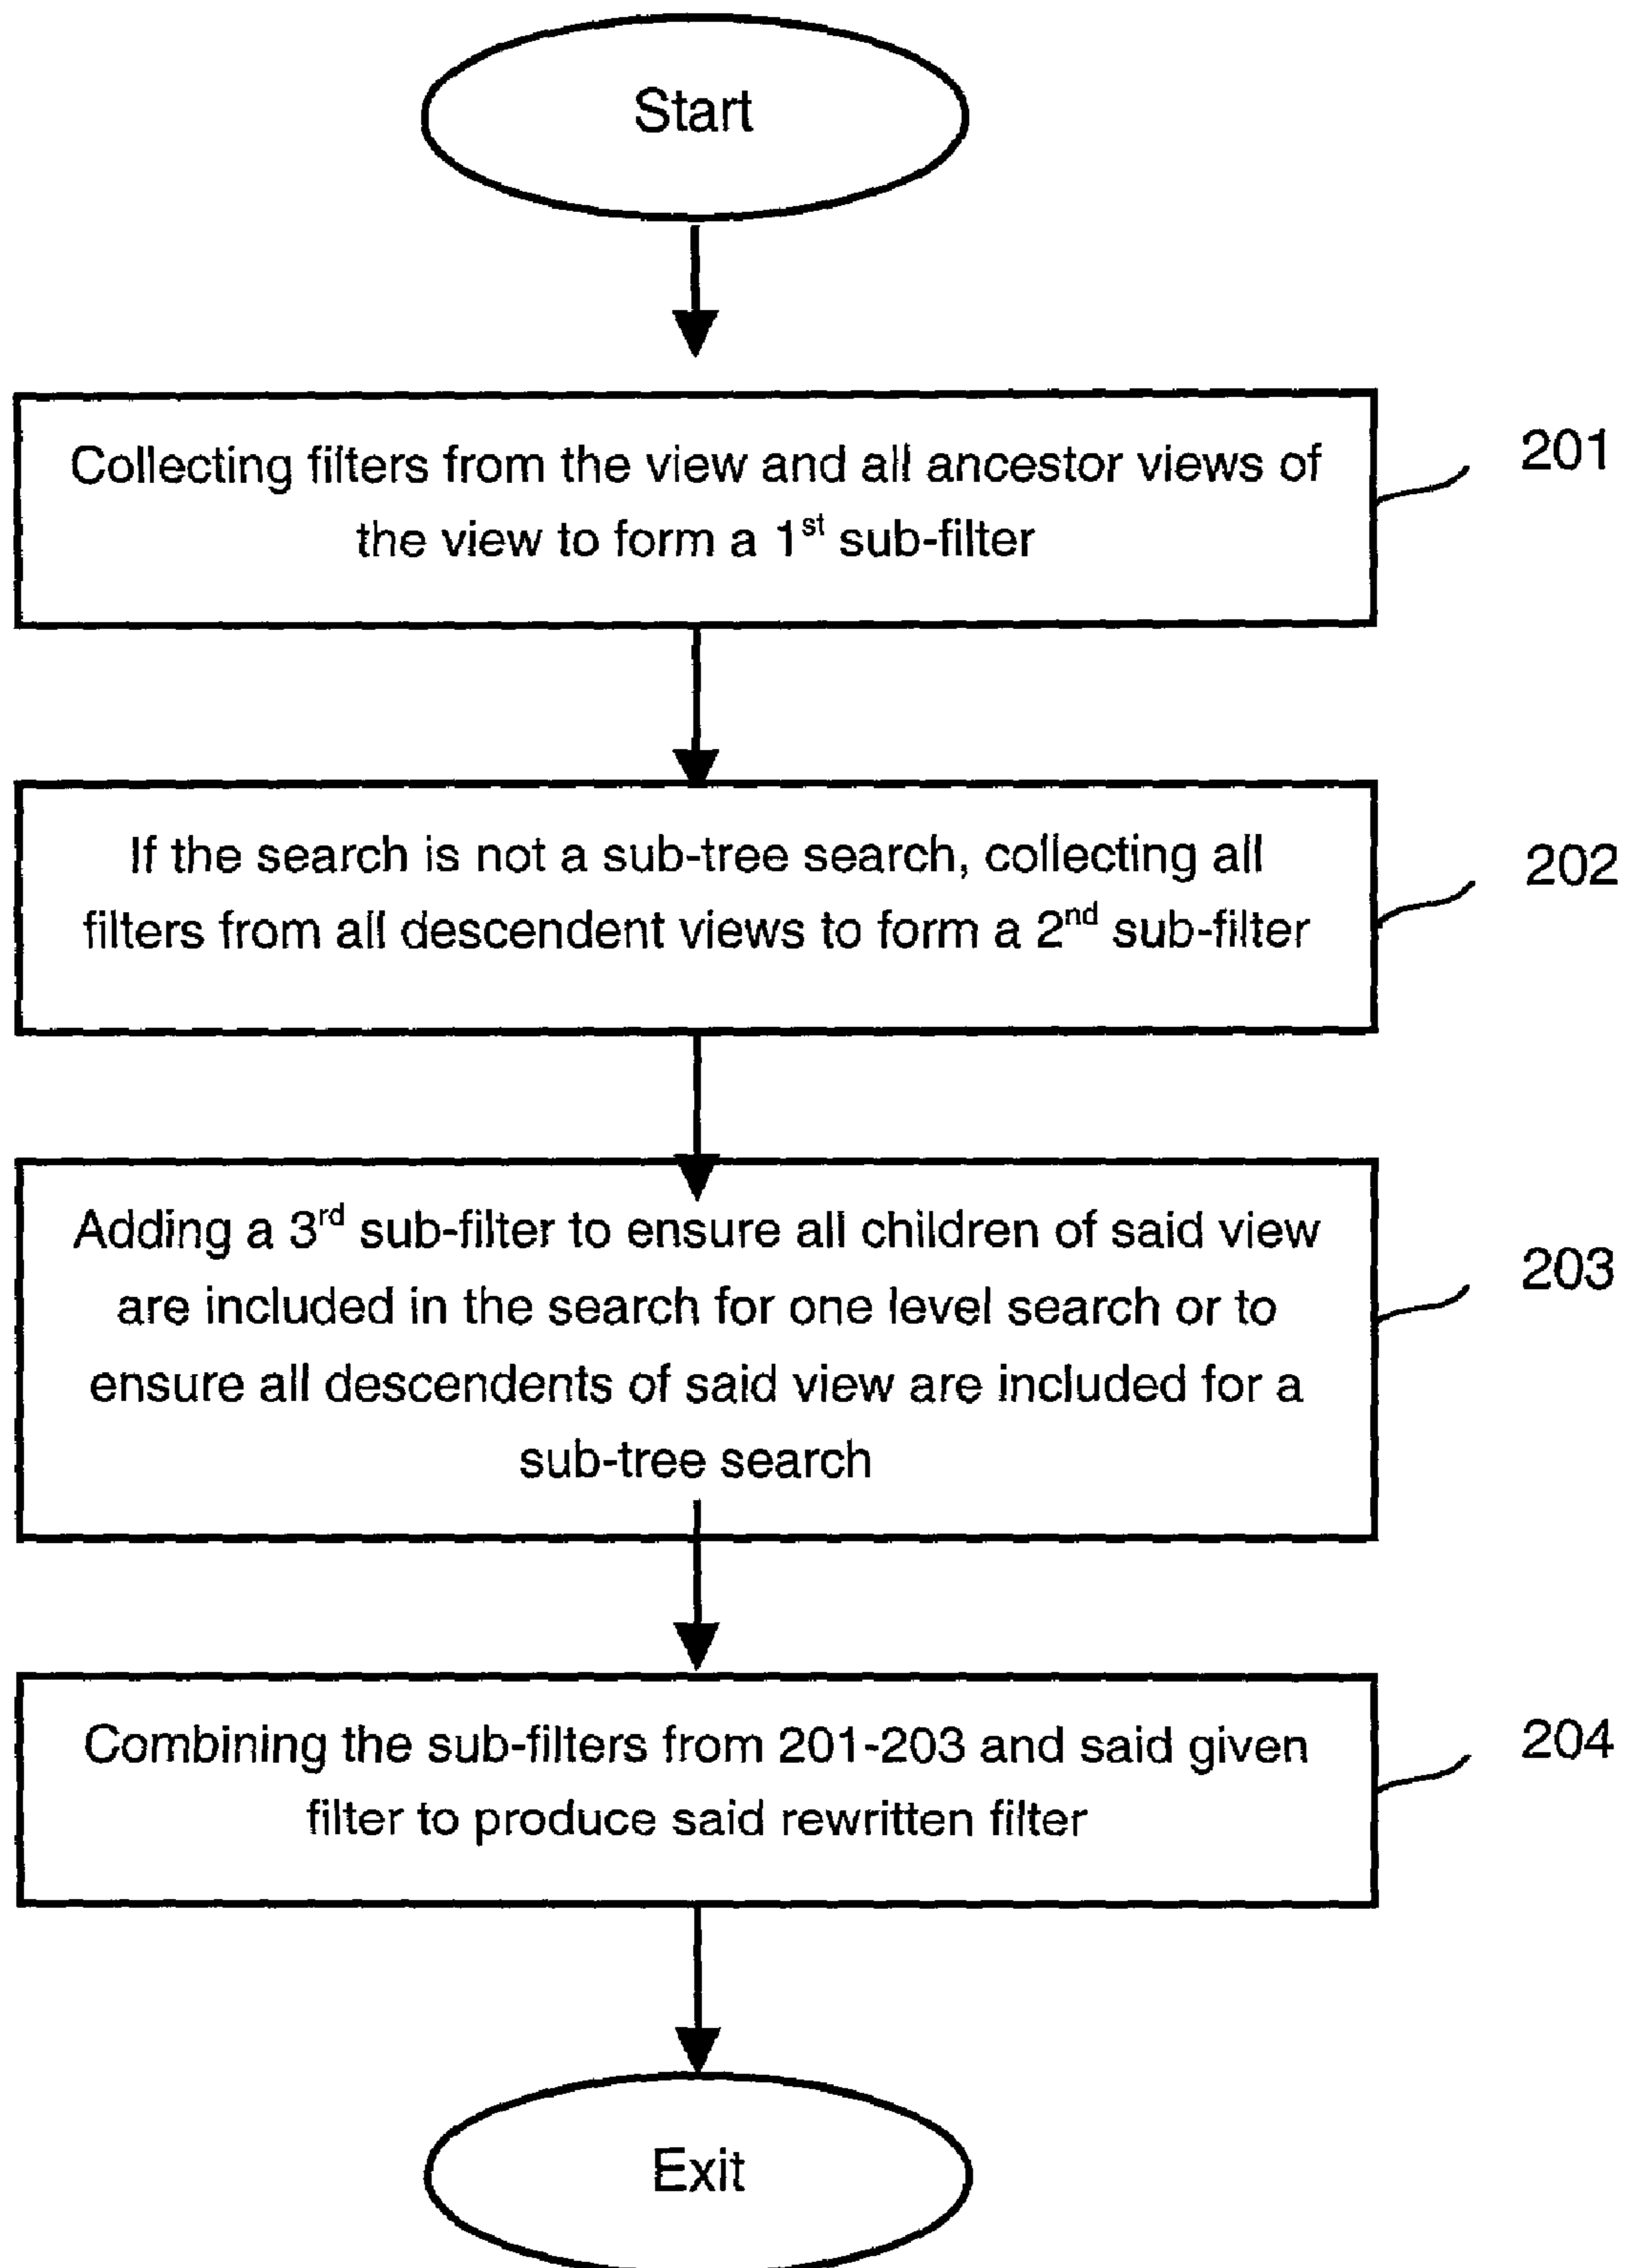 Start
Collecting filters from the view and all ancestor views of
the view to form a 1st sub-filter
201
If the search is not a sub-tree search, collecting all
filters from all descendent views to form a 2nd sub-filter
202
Adding a 3rd sub-filter to ensure all children of said view
are included in the search for one level search or to
ensure all descendents of said view are included for a
sub-tree search
203
Combining the sub-filters from 201-203 and said given
filter to produce said rewritten filter
204
Exit